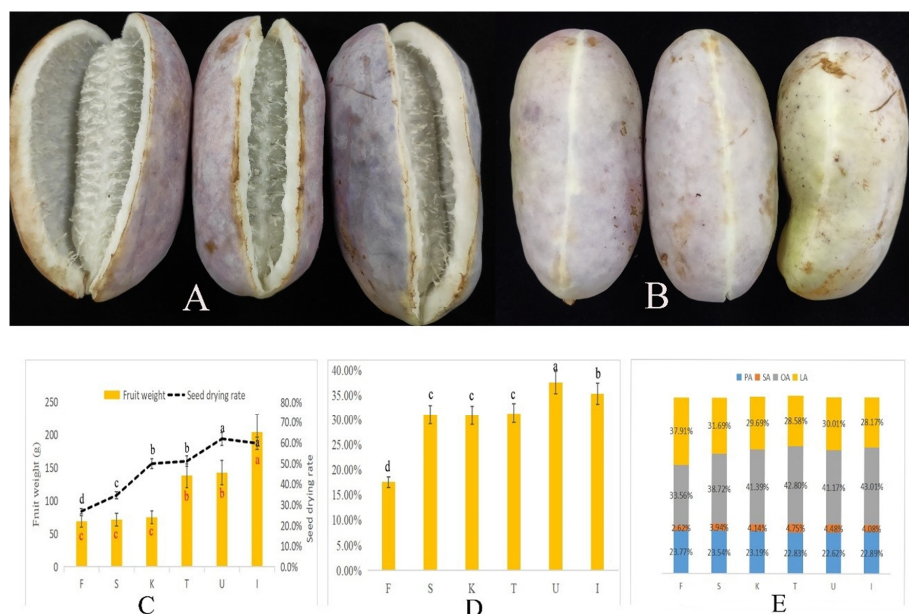 A
B
Fruit weight
Seed drying rate
250
200
150
100
50
0
Fruit weight (g)
80.0%
70.0%
60.0%
50.0%
40.0%
30.0%
20.0%
10.0%
0.0%
Seed drying rate
d
c
b
b
a
a
c
c
c
b
b
a
F S K T U I
C
40.00%
35.00%
30.00%
25.00%
20.00%
15.00%
10.00%
5.00%
0.00%
d
c
c
c
a
b
F S K T U I
D
PA SA OA LA
37.91% 31.69% 29.69% 28.58% 30.01% 28.17%
33.56% 38.72% 41.39% 42.80% 41.17% 43.01%
2.62% 3.94% 4.14% 4.75% 4.48% 4.08%
23.77% 23.54% 23.19% 22.83% 22.62% 22.89%
F S K T U I
E